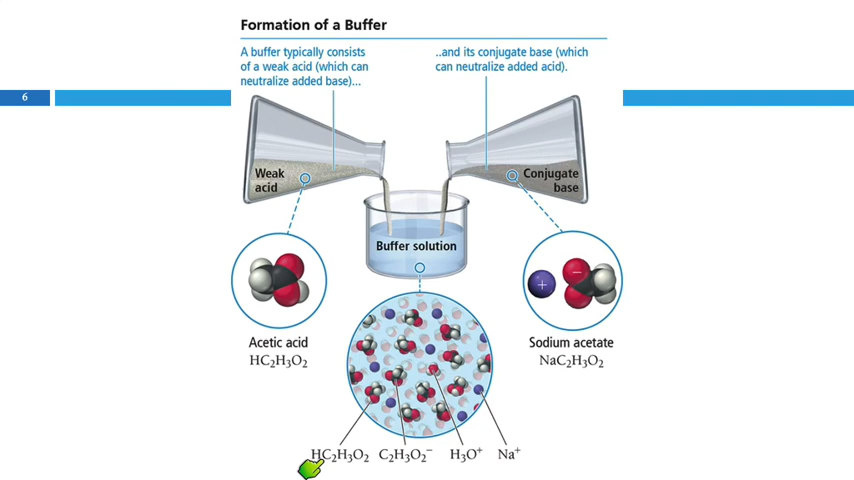 Formation of a Buffer
A buffer typically consists
of a weak acid (which can
neutralize added base)...
..and its conjugate base (which
can neutralize added acid).
6
Weak
acid
Conjugate
base
Buffer solution
−
+
Acetic acid
HC₂H₃O₂
Sodium acetate
NaC₂H₃O₂
HC₂H₃O₂ C₂H₃O₂⁻ H₃O⁺ Na⁺